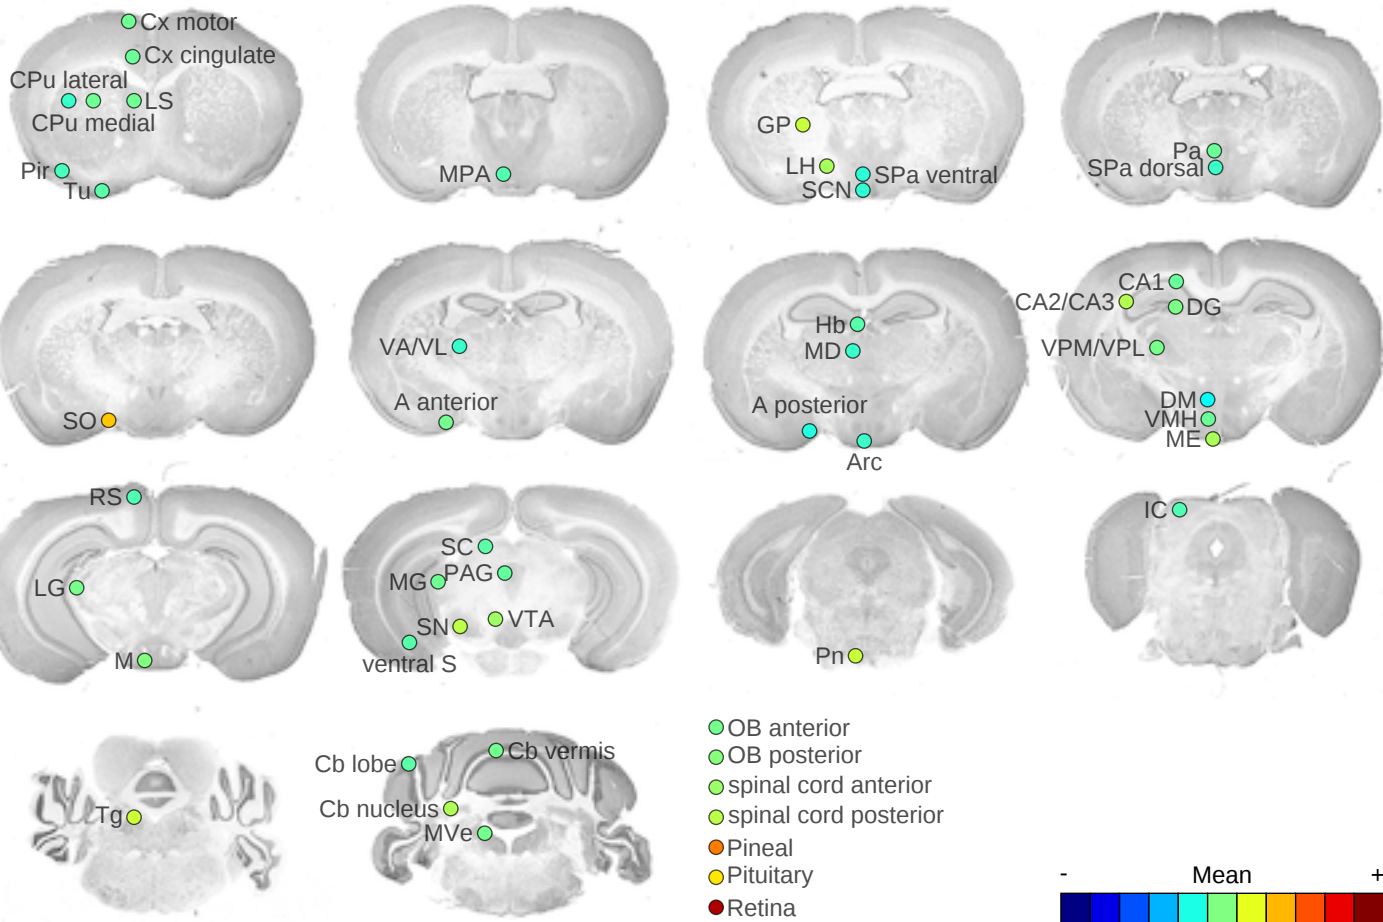 Cx motor
Cx cingulate
CPu lateral
LS
CPu medial
Pir
Tu
MPA
GP
LH
SPa ventral
SCN
Pa
SPa dorsal
SO
VA/VL
A anterior
Hb
MD
A posterior
Arc
CA1
CA2/CA3
DG
VPM/VPL
DM
VMH
ME
RS
LG
M
SC
PAG
MG
SN
VTA
ventral S
Pn
IC
Tg
Cb lobe
Cb vermis
Cb nucleus
MVe
OB anterior
OB posterior
spinal cord anterior
spinal cord posterior
Pineal
Pituitary
Retina
- Mean +